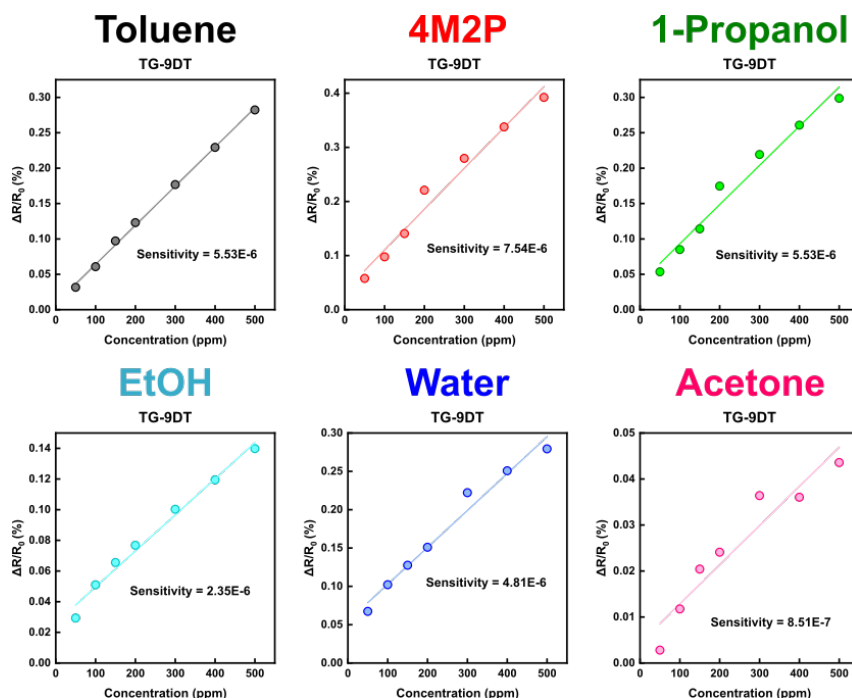 Toluene
TG-9DT
ΔR/R0 (%)
0.30
0.25
0.20
0.15
0.10
0.05
0.00
Sensitivity = 5.53E-6
0 100 200 300 400 500
Concentration (ppm)
4M2P
TG-9DT
ΔR/R0 (%)
0.4
0.3
0.2
0.1
0.0
Sensitivity = 7.54E-6
0 100 200 300 400 500
Concentration (ppm)
1-Propanol
TG-9DT
ΔR/R0 (%)
0.30
0.25
0.20
0.15
0.10
0.05
0.00
Sensitivity = 5.53E-6
0 100 200 300 400 500
Concentration (ppm)
EtOH
TG-9DT
ΔR/R0 (%)
0.14
0.12
0.10
0.08
0.06
0.04
0.02
0.00
Sensitivity = 2.35E-6
0 100 200 300 400 500
Concentration (ppm)
Water
TG-9DT
ΔR/R0 (%)
0.30
0.25
0.20
0.15
0.10
0.05
0.00
Sensitivity = 4.81E-6
0 100 200 300 400 500
Concentration (ppm)
Acetone
TG-9DT
ΔR/R0 (%)
0.05
0.04
0.03
0.02
0.01
0.00
Sensitivity = 8.51E-7
0 100 200 300 400 500
Concentration (ppm)